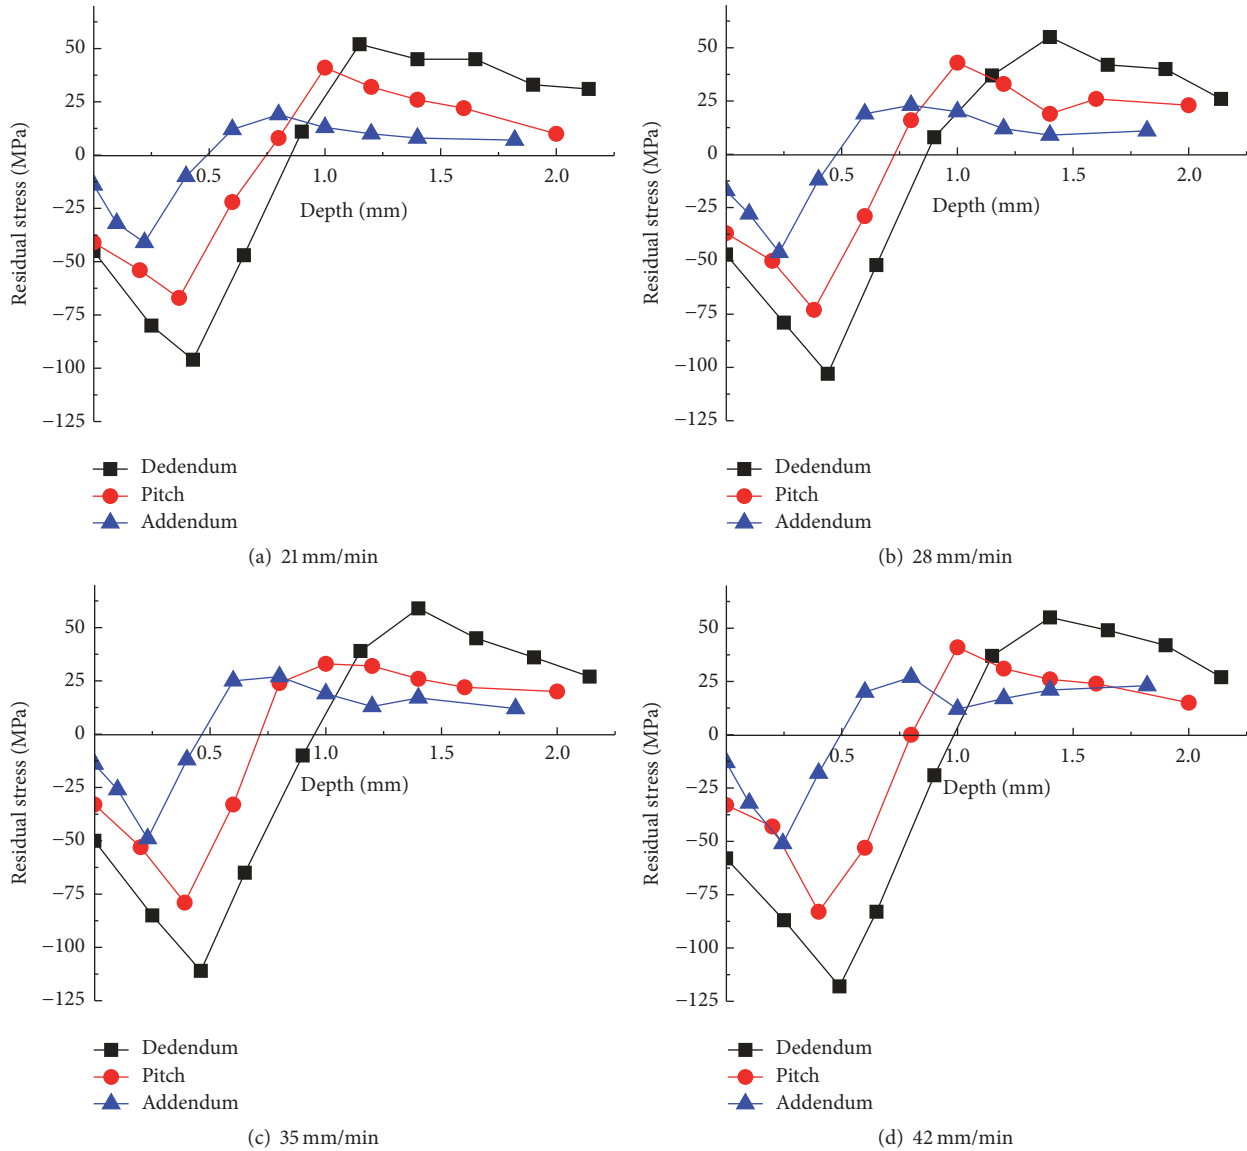 50
25
0
−25
−50
−75
−100
−125
0.5
1.0
1.5
2.0
Depth (mm)
Residual stress (MPa)
Dedendum
Pitch
Addendum
(a) 21 mm/min
50
25
0
−25
−50
−75
−100
−125
0.5
1.0
1.5
2.0
Depth (mm)
Residual stress (MPa)
Dedendum
Pitch
Addendum
(b) 28 mm/min
50
25
0
−25
−50
−75
−100
−125
0.5
1.0
1.5
2.0
Depth (mm)
Residual stress (MPa)
Dedendum
Pitch
Addendum
(c) 35 mm/min
50
25
0
−25
−50
−75
−100
−125
0.5
1.0
1.5
2.0
Depth (mm)
Residual stress (MPa)
Dedendum
Pitch
Addendum
(d) 42 mm/min